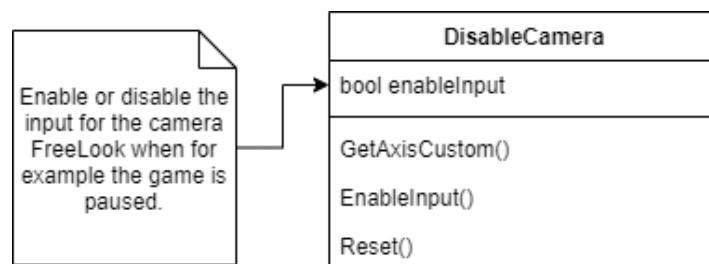 Enable or disable the
input for the camera
FreeLook when for
example the game is
paused.
DisableCamera
bool enableInput
GetAxisCustom()
EnableInput()
Reset()